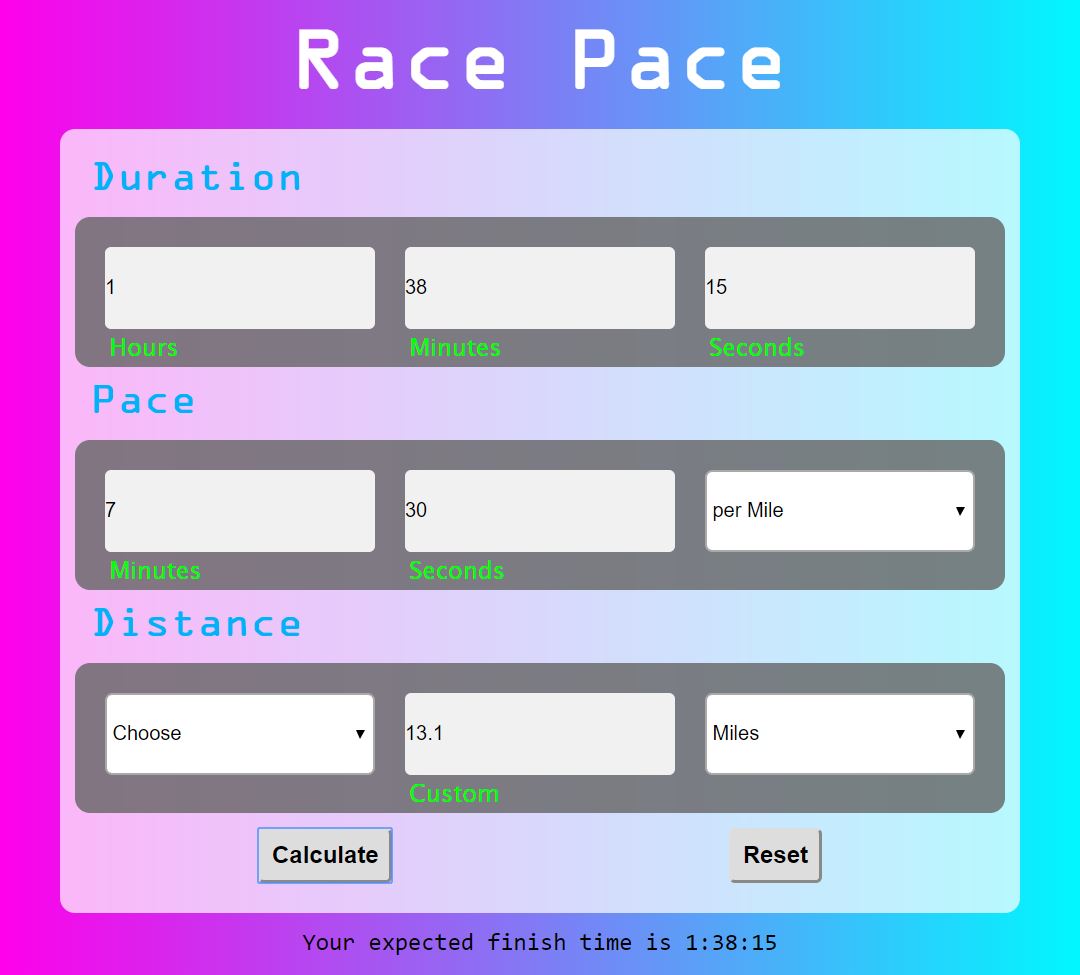 Race Pace
Duration
1 38 15
Hours Minutes Seconds
Pace
7 30 per Mile
Minutes Seconds
Distance
Choose 13.1 Miles
Custom
Calculate Reset
Your expected finish time is 1:38:15